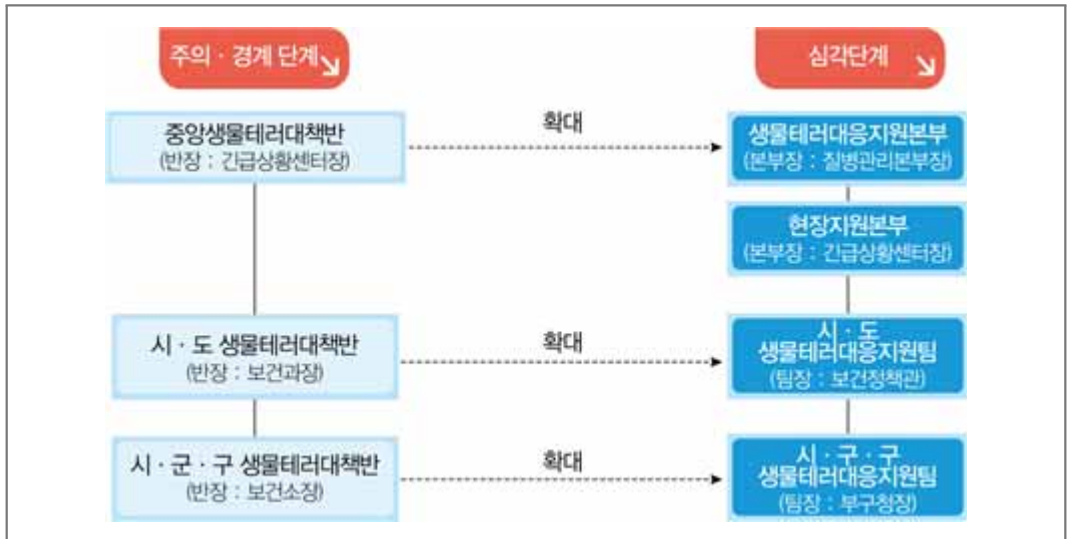 주의 · 경계 단계
심각단계
중앙생물테러대책반
(반장 : 긴급상황센터장)
확대
생물테러대응지원본부
(본부장 : 질병관리본부장)
현장지원본부
(본부장 : 긴급상황센터장)
시 · 도 생물테러대책반
(반장 : 보건과장)
확대
시 · 도
생물테러대응지원팀
(팀장 : 보건정책관)
시 · 군 · 구 생물테러대책반
(반장 : 보건소장)
확대
시 · 구 · 구
생물테러대응지원팀
(팀장 : 부구청장)